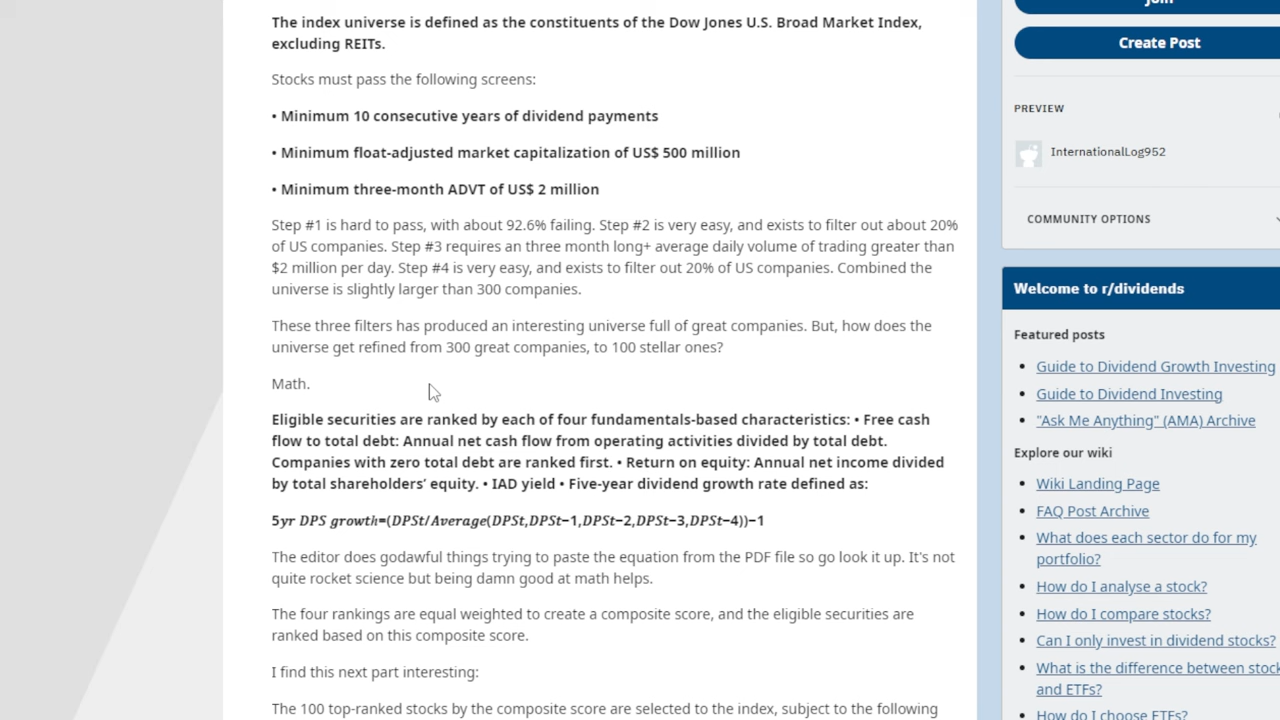 The index universe is defined as the constituents of the Dow Jones U.S. Broad Market Index,
excluding REITs.
Stocks must pass the following screens:
• Minimum 10 consecutive years of dividend payments
• Minimum float-adjusted market capitalization of US$ 500 million
• Minimum three-month ADVT of US$ 2 million
Step #1 is hard to pass, with about 92.6% failing. Step #2 is very easy, and exists to filter out about 20%
of US companies. Step #3 requires an three month long+ average daily volume of trading greater than
$2 million per day. Step #4 is very easy, and exists to filter out 20% of US companies. Combined the
universe is slightly larger than 300 companies.
These three filters has produced an interesting universe full of great companies. But, how does the
universe get refined from 300 great companies, to 100 stellar ones?
Math.
Eligible securities are ranked by each of four fundamentals-based characteristics: • Free cash
flow to total debt: Annual net cash flow from operating activities divided by total debt.
Companies with zero total debt are ranked first. • Return on equity: Annual net income divided
by total shareholders’ equity. • IAD yield • Five-year dividend growth rate defined as:
5𝑦𝑟 𝐷𝑃𝑆 𝑔𝑟𝑜𝑤𝑡ℎ=(𝐷𝑃𝑆𝑡/𝐴𝑣𝑒𝑟𝑎𝑔𝑒(𝐷𝑃𝑆𝑡,𝐷𝑃𝑆𝑡−1,𝐷𝑃𝑆𝑡−2,𝐷𝑃𝑆𝑡−3,𝐷𝑃𝑆𝑡−4))−1
The editor does godawful things trying to paste the equation from the PDF file so go look it up. It's not
quite rocket science but being damn good at math helps.
The four rankings are equal weighted to create a composite score, and the eligible securities are
ranked based on this composite score.
I find this next part interesting:
The 100 top-ranked stocks by the composite score are selected to the index, subject to the following
Join
Create Post
PREVIEW
InternationalLog952
COMMUNITY OPTIONS
Welcome to r/dividends
Featured posts
• Guide to Dividend Growth Investing
• Guide to Dividend Investing
• "Ask Me Anything" (AMA) Archive
Explore our wiki
• Wiki Landing Page
• FAQ Post Archive
• What does each sector do for my
portfolio?
• How do I analyse a stock?
• How do I compare stocks?
• Can I only invest in dividend stocks?
• What is the difference between stock
and ETFs?
• How do I choose ETFs?